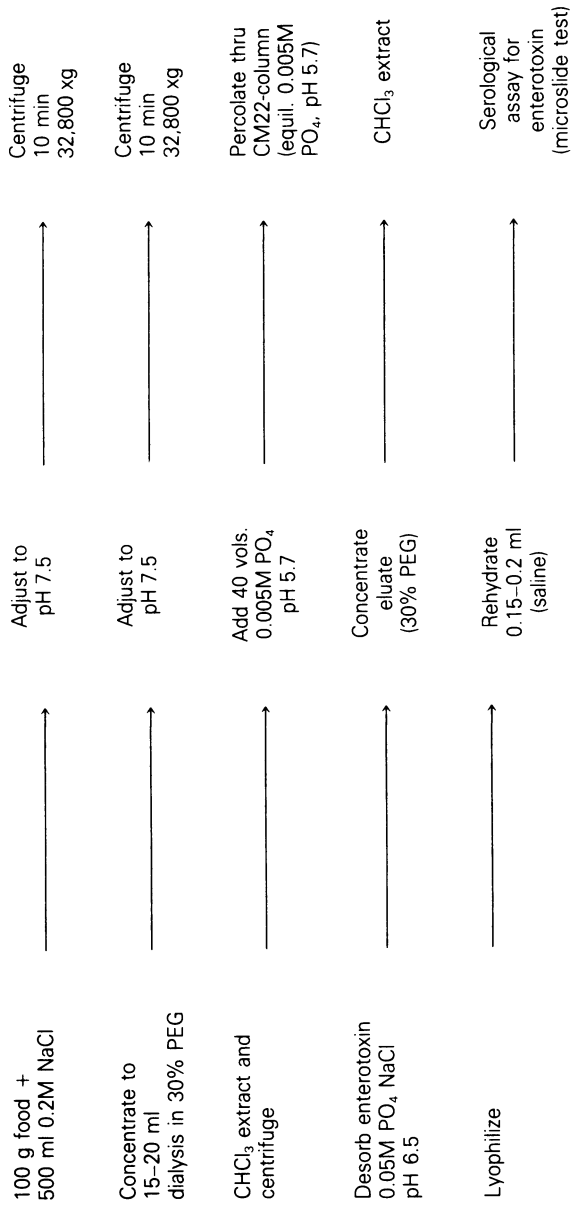 100 g food +
500 ml 0.2M NaCl
Adjust to
pH 7.5
Centrifuge
10 min
32,800 xg
Concentrate to
15–20 ml
dialysis in 30% PEG
Adjust to
pH 7.5
Centrifuge
10 min
32,800 xg
CHCl₃ extract and
centrifuge
Add 40 vols.
0.005M PO₄
pH 5.7
Percolate thru
CM22-column
(equil. 0.005M
PO₄, pH 5.7)
Desorb enterotoxin
0.05M PO₄ NaCl
pH 6.5
Concentrate
eluate
(30% PEG)
CHCl₃ extract
Lyophilize
Rehydrate
0.15–0.2 ml
(saline)
Serological
assay for
enterotoxin
(microslide test)